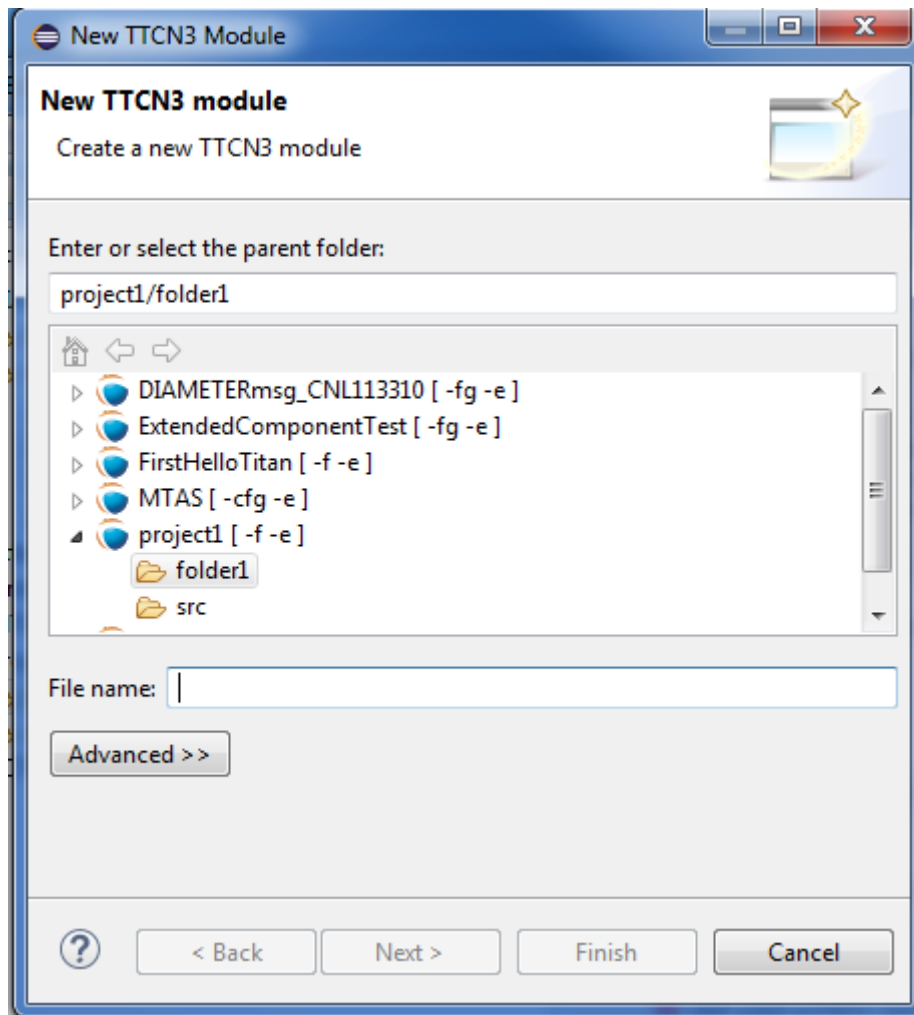 New TTCN3 Module
New TTCN3 module
Create a new TTCN3 module
Enter or select the parent folder:
project1/folder1
DIAMETERmsg_CNL113310 [ -fg -e ]
ExtendedComponentTest [ -fg -e ]
FirstHelloTitan [ -f -e ]
MTAS [ -cfg -e ]
project1 [ -f -e ]
folder1
src
File name:
Advanced >>
? < Back Next > Finish Cancel